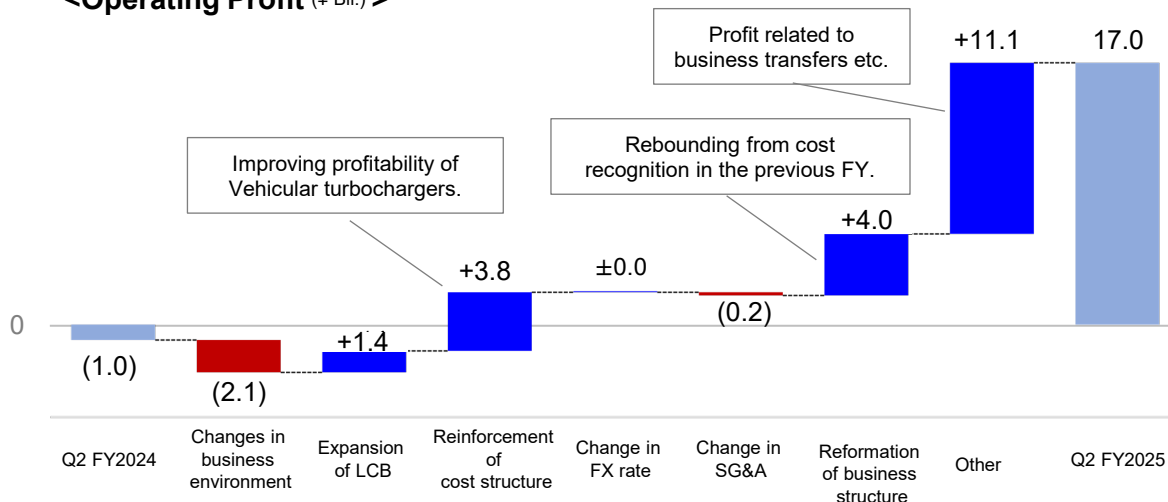 <Operating Profit (¥ Bil.) >
Profit related to
business transfers etc.
+11.1
17.0
Rebounding from cost
recognition in the previous FY.
Improving profitability of
Vehicular turbochargers.
+4.0
+3.8
±0.0
(0.2)
0
+1.4
(1.0)
(2.1)
Q2 FY2024
Changes in
business
environment
Expansion
of LCB
Reinforcement
of
cost structure
Change in
FX rate
Change in
SG&A
Reformation
of business
structure
Other
Q2 FY2025